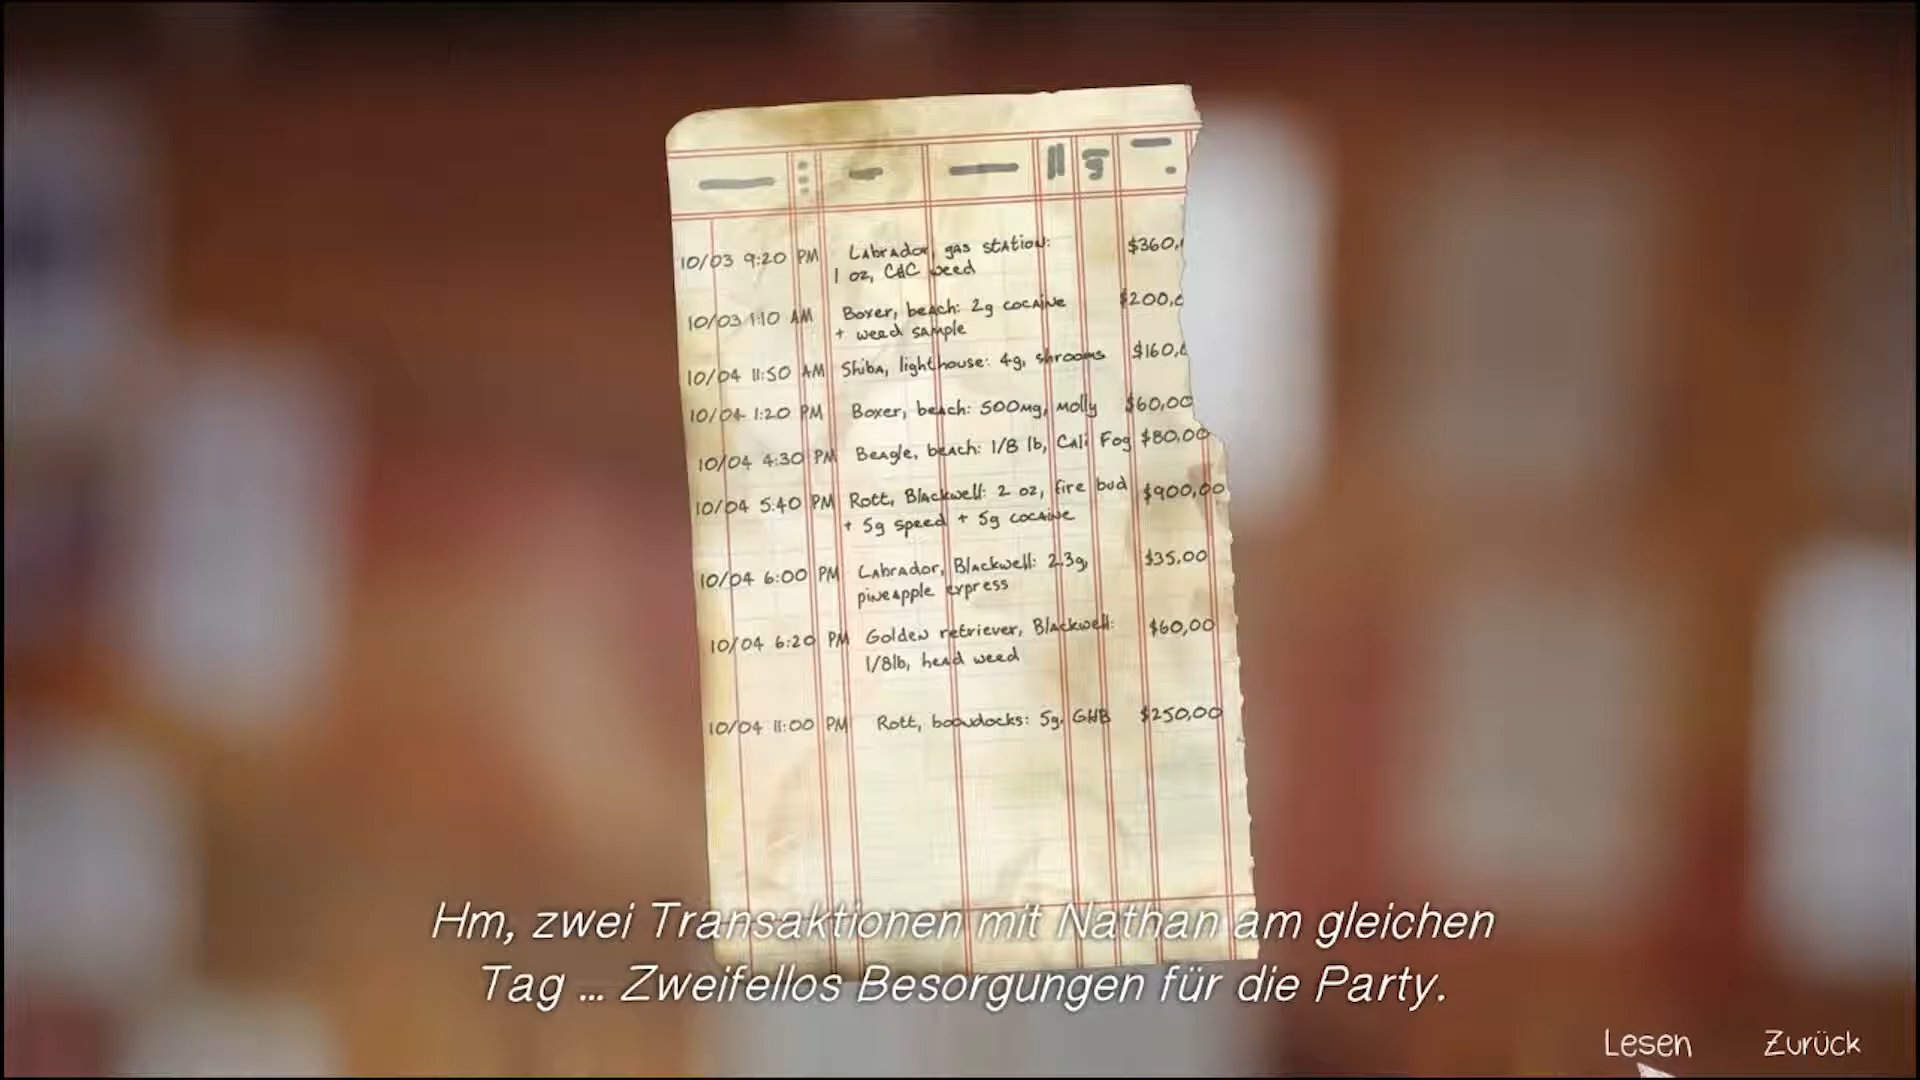 10/03 9:20 PM Labrador, gas station: $360,
1 oz, C&C weed
10/03 1:10 AM Boxer, beach: 2g cocaine $200,0
+ weed sample
10/04 11:50 AM Shiba, lighthouse: 4g, shrooms $160,0
10/04 1:20 PM Boxer, beach: 500mg, molly $60,00
10/04 4:30 PM Beagle, beach: 1/8 lb, Cali Fog $80,00
10/04 5:40 PM Rott, Blackwell: 2 oz, fire bud $900,00
+ 5g speed + 5g cocaine
10/04 6:00 PM Labrador, Blackwell: 2.3g, $35.00
pineapple express
10/04 6:20 PM Golden retriever, Blackwell: $60,00
1/8lb, head weed
10/04 11:00 PM Rott, boowdocks: 5g. GHB $250,00
Hm, zwei Transaktionen mit Nathan am gleichen
Tag ... Zweifellos Besorgungen für die Party.
Lesen Zurück